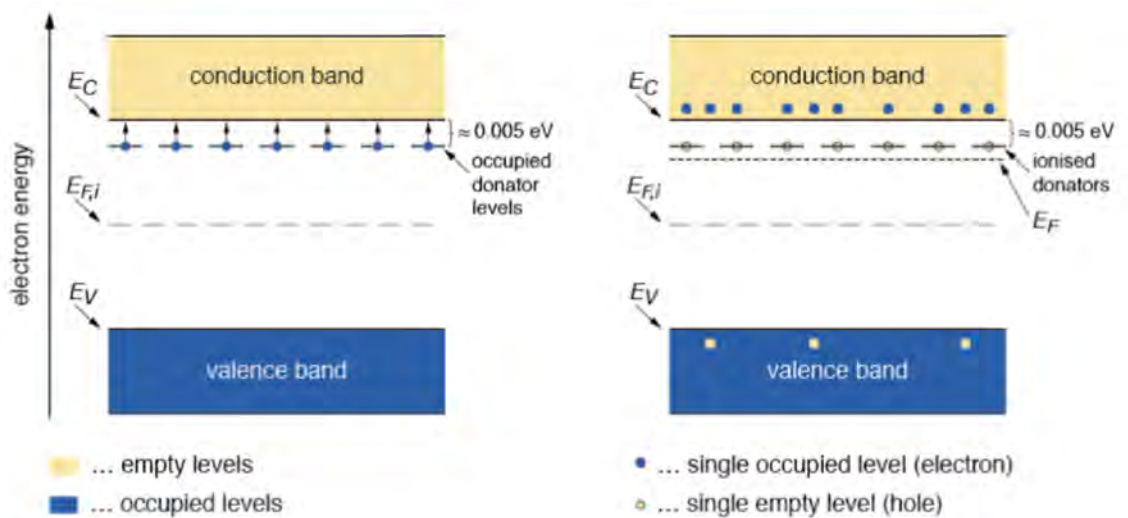 electron energy
conduction band
E_C
≈ 0.005 eV
occupied
donator
levels
E_F,i
E_V
valence band
... empty levels
... occupied levels
conduction band
E_C
≈ 0.005 eV
ionised
donators
E_F,i
E_F
E_V
valence band
... single occupied level (electron)
... single empty level (hole)